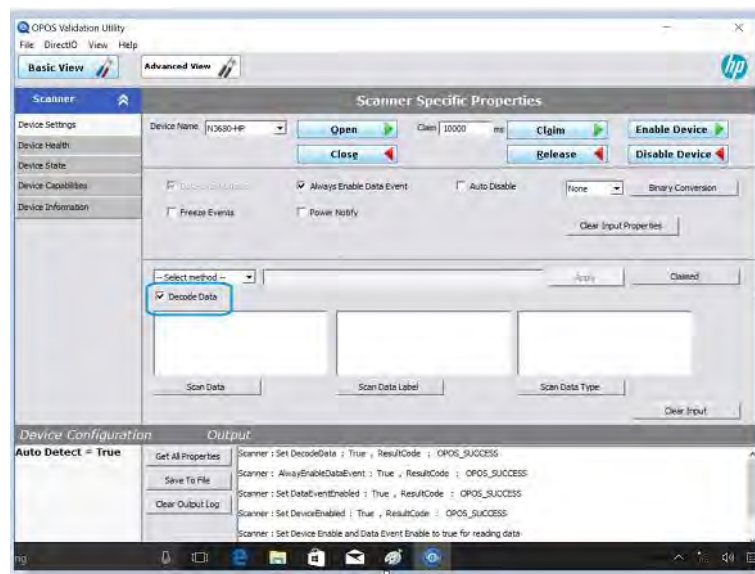 OPOS Validation Utility
File DirectIO View Help
Basic View
Advanced View
hp
Scanner
Scanner Specific Properties
Device Settings
Device Health
Device State
Device Capabilities
Device Information
Device Name N3680-HP Open Claim 10000 ms Claim Enable Device
Close Release Disable Device
Always Enable Data Event Auto Disable None Binary Conversion
Freeze Events Power Notify
Clear Input Properties
-- Select method -- Apply Claimed
Decode Data
Scan Data Scan Data Label Scan Data Type
Clear Input
Device Configuration Output
Auto Detect = True
Get All Properties
Save To File
Clear Output Log
Scanner : Set DecodeData : True , ResultCode : OPOS_SUCCESS
Scanner : AlwayEnableDataEvent : True , ResultCode : OPOS_SUCCESS
Scanner : Set DataEventEnabled : True , ResultCode : OPOS_SUCCESS
Scanner : Set DeviceEnabled : True , ResultCode : OPOS_SUCCESS
Scanner : Set Device Enable and Data Event Enable to true for reading data
ng